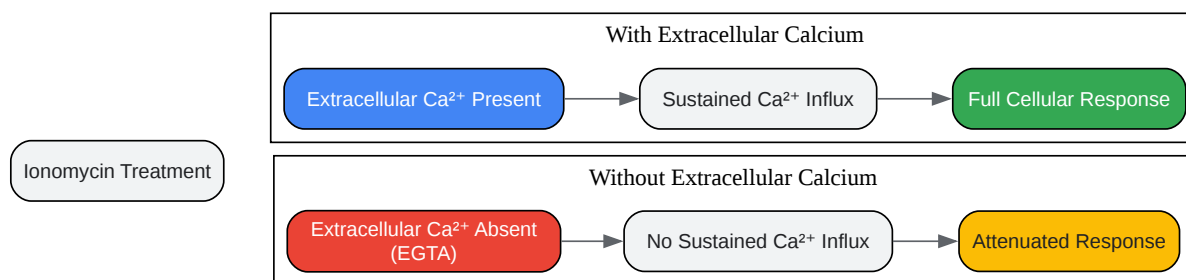 With Extracellular Calcium
Extracellular Ca²⁺ Present
Sustained Ca²⁺ Influx
Full Cellular Response
Ionomycin Treatment
Without Extracellular Calcium
Extracellular Ca²⁺ Absent
(EGTA)
No Sustained Ca²⁺ Influx
Attenuated Response